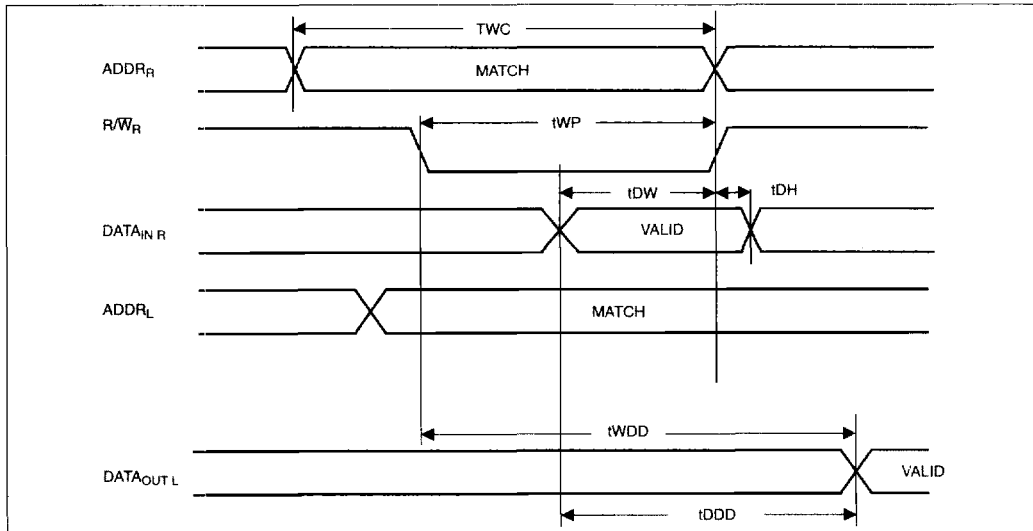 TWC
ADDR_R MATCH
R/W̅_R tWP
tDW tDH
DATA_IN R VALID
ADDR_L MATCH
tWDD
DATA_OUT L VALID
tDDD